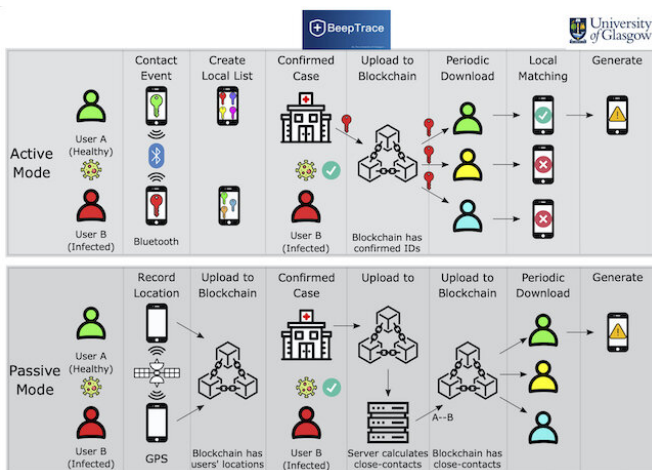 BeepTrace
University
of Glasgow
Contact
Event
Create
Local List
Confirmed
Case
Upload to
Blockchain
Periodic
Download
Local
Matching
Generate
Active
Mode
User A
(Healthy)
User B
(Infected)
Bluetooth
User B
(Infected)
Blockchain has
confirmed IDs
Record
Location
Upload to
Blockchain
Confirmed
Case
Upload to
Upload to
Blockchain
Periodic
Download
Generate
Passive
Mode
User A
(Healthy)
User B
(Infected)
GPS
Blockchain has
users' locations
User B
(Infected)
Server calculates
close-contacts
A--B
Blockchain has
close-contacts